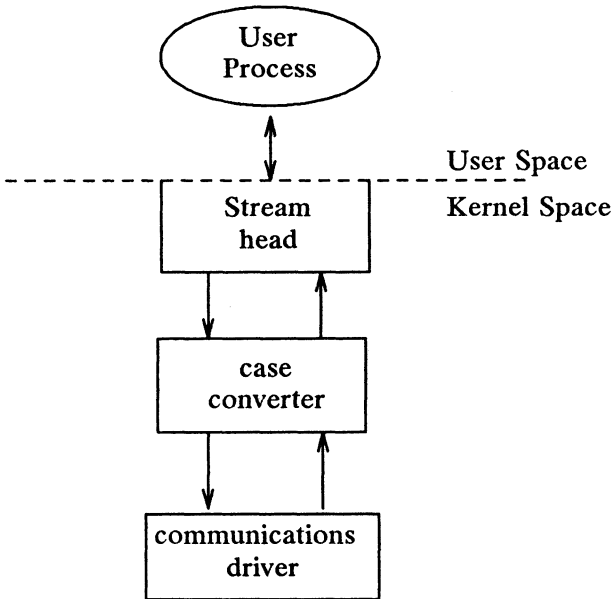 User
Process
User Space
Kernel Space
Stream
head
case
converter
communications
driver